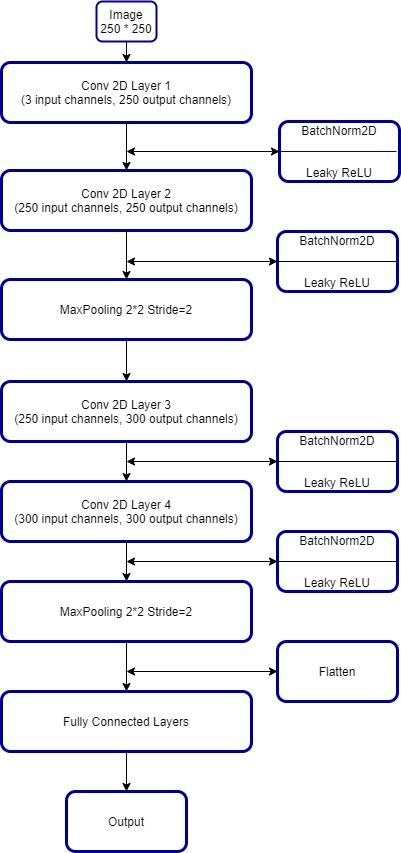 Image
250 * 250
Conv 2D Layer 1
(3 input channels, 250 output channels)
BatchNorm2D
Leaky ReLU
Conv 2D Layer 2
(250 input channels, 250 output channels)
BatchNorm2D
Leaky ReLU
MaxPooling 2*2 Stride=2
Conv 2D Layer 3
(250 input channels, 300 output channels)
BatchNorm2D
Leaky ReLU
Conv 2D Layer 4
(300 input channels, 300 output channels)
BatchNorm2D
Leaky ReLU
MaxPooling 2*2 Stride=2
Flatten
Fully Connected Layers
Output